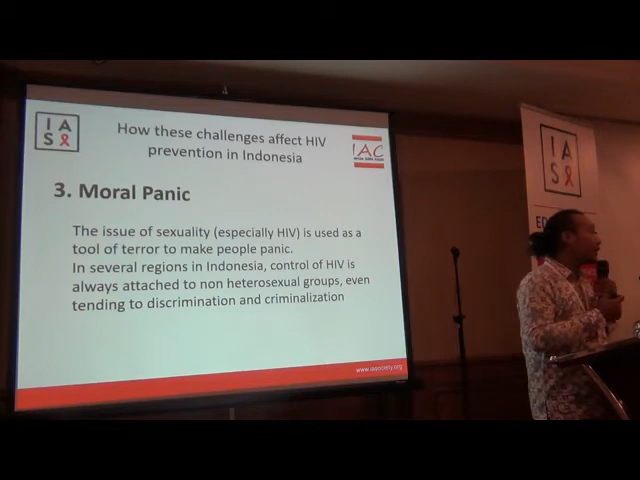 I A
S
How these challenges affect HIV
prevention in Indonesia
IAC
3. Moral Panic
The issue of sexuality (especially HIV) is used as a
tool of terror to make people panic.
In several regions in Indonesia, control of HIV is
always attached to non heterosexual groups, even
tending to discrimination and criminalization
www.iasociety.org
I A
S